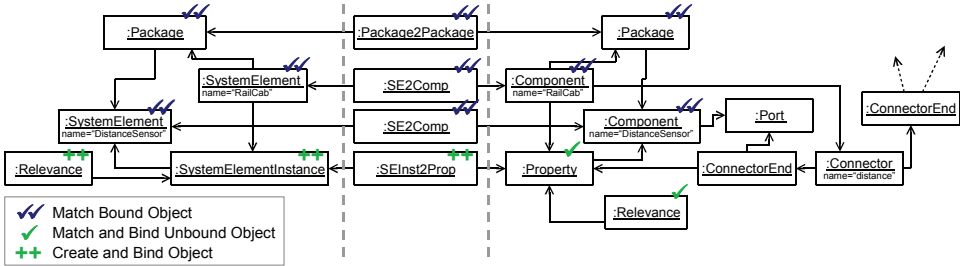 :Package
:Package2Package
:Package
:SystemElement
name="RailCab"
:SE2Comp
:Component
name="RailCab"
:ConnectorEnd
:SystemElement
name="DistanceSensor"
:SE2Comp
:Component
name="DistanceSensor"
:Port
:Relevance
:SystemElementInstance
:SEInst2Prop
:Property
:ConnectorEnd
:Connector
name="distance"
:Relevance
Match Bound Object
Match and Bind Unbound Object
++ Create and Bind Object